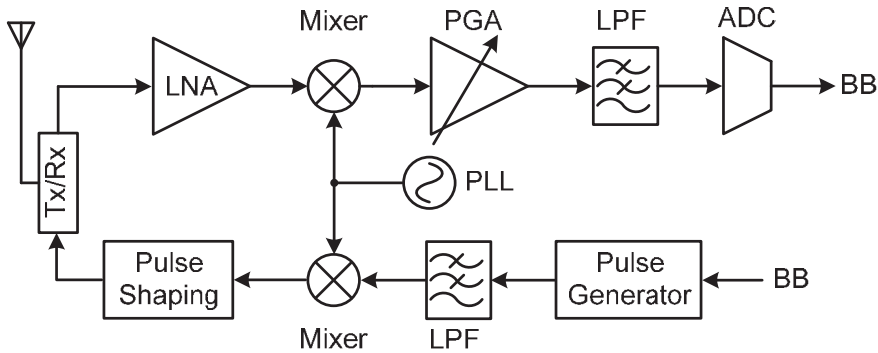 Mixer
PGA
LPF
ADC
LNA
BB
Tx/Rx
PLL
Pulse
Shaping
Mixer
LPF
Pulse
Generator
BB